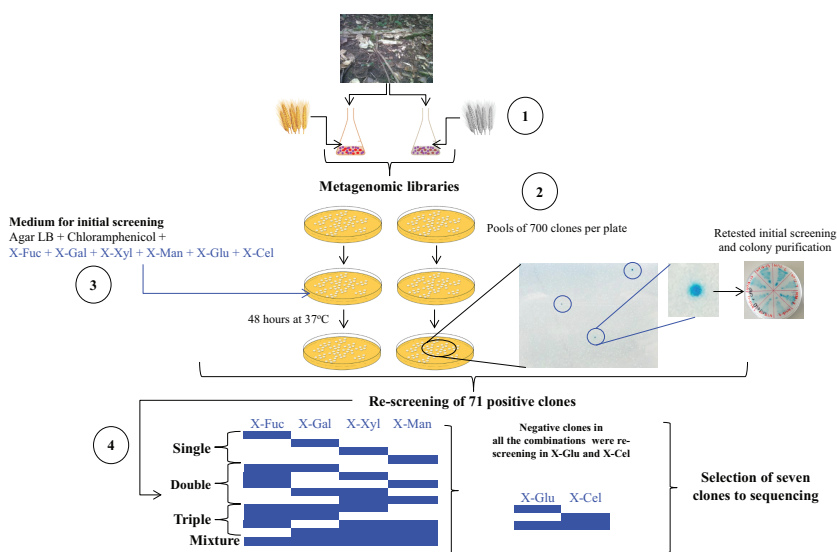 1
Metagenomic libraries
2
Pools of 700 clones per plate
Medium for initial screening
Agar LB + Chloramphenicol +
X-Fuc + X-Gal + X-Xyl + X-Man + X-Glu + X-Cel
3
Retested initial screening
and colony purification
48 hours at 37ºC
Re-screening of 71 positive clones
4
X-Fuc X-Gal X-Xyl X-Man
Single
Double
Triple
Mixture
Negative clones in
all the combinations were re-
screening in X-Glu and X-Cel
X-Glu X-Cel
Selection of seven
clones to sequencing